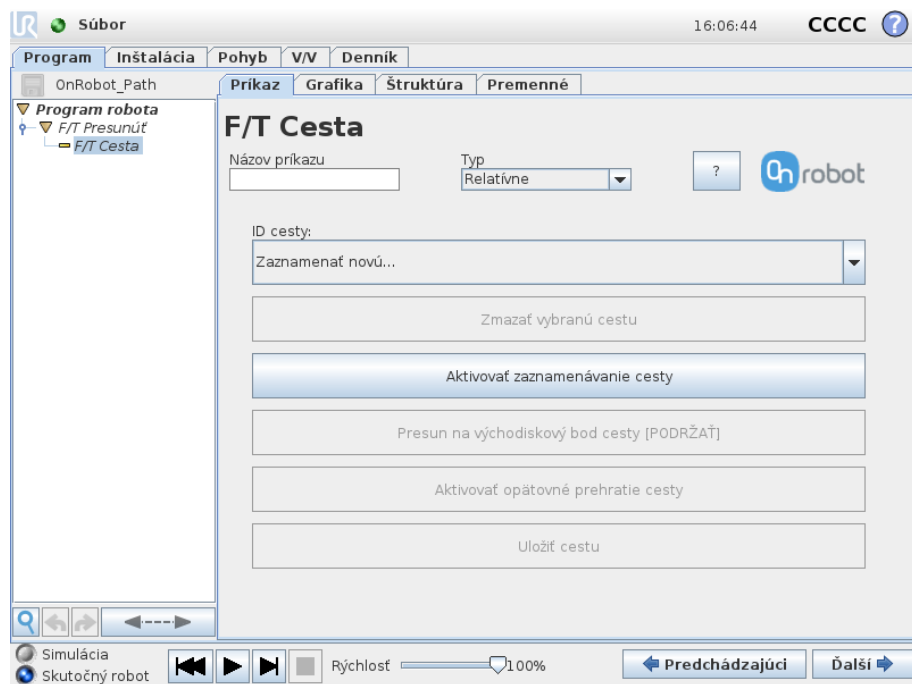 UR Súbor 16:06:44 CCCC ?
Program Inštalácia Pohyb V/V Denník
OnRobot_Path Príkaz Grafika Štruktúra Premenné
Program robota
F/T Presunúť
F/T Cesta
F/T Cesta
Názov príkazu Typ
Relatívne ? On robot
ID cesty:
Zaznamenať novú...
Zmazať vybranú cestu
Aktivovať zaznamenávanie cesty
Presun na východiskový bod cesty [PODRŽAŤ]
Aktivovať opätovné prehratie cesty
Uložiť cestu
Simulácia
Skutočný robot
Rýchlosť 100% Predchádzajúci Ďalší